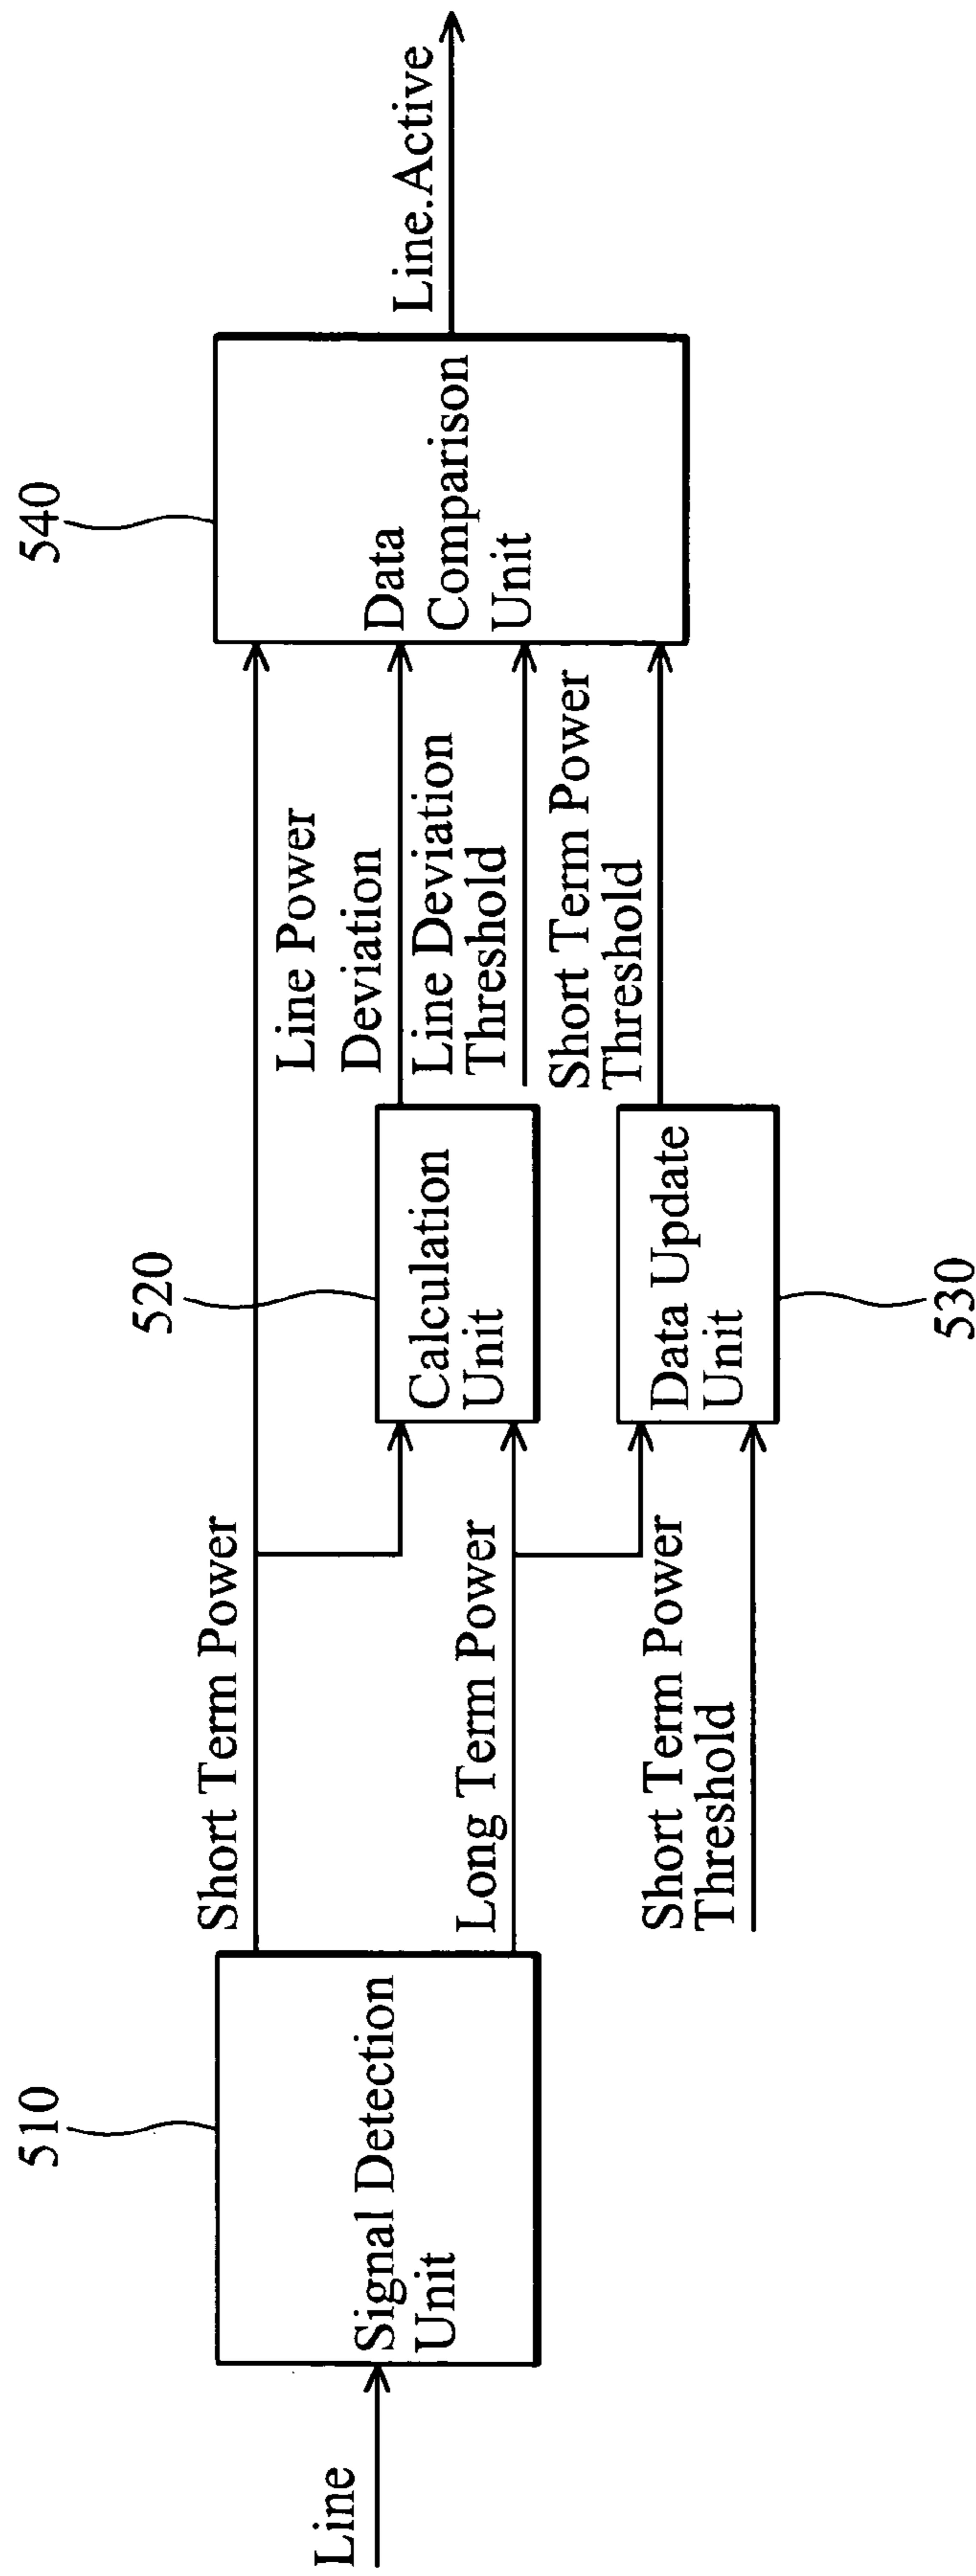 Line
510
Signal Detection
Unit
Short Term Power
Long Term Power
Short Term Power
Threshold
520
Calculation
Unit
Data Update
Unit
530
Line Power
Deviation
Line Deviation
Threshold
Short Term Power
Threshold
540
Data
Comparison
Unit
Line.Active